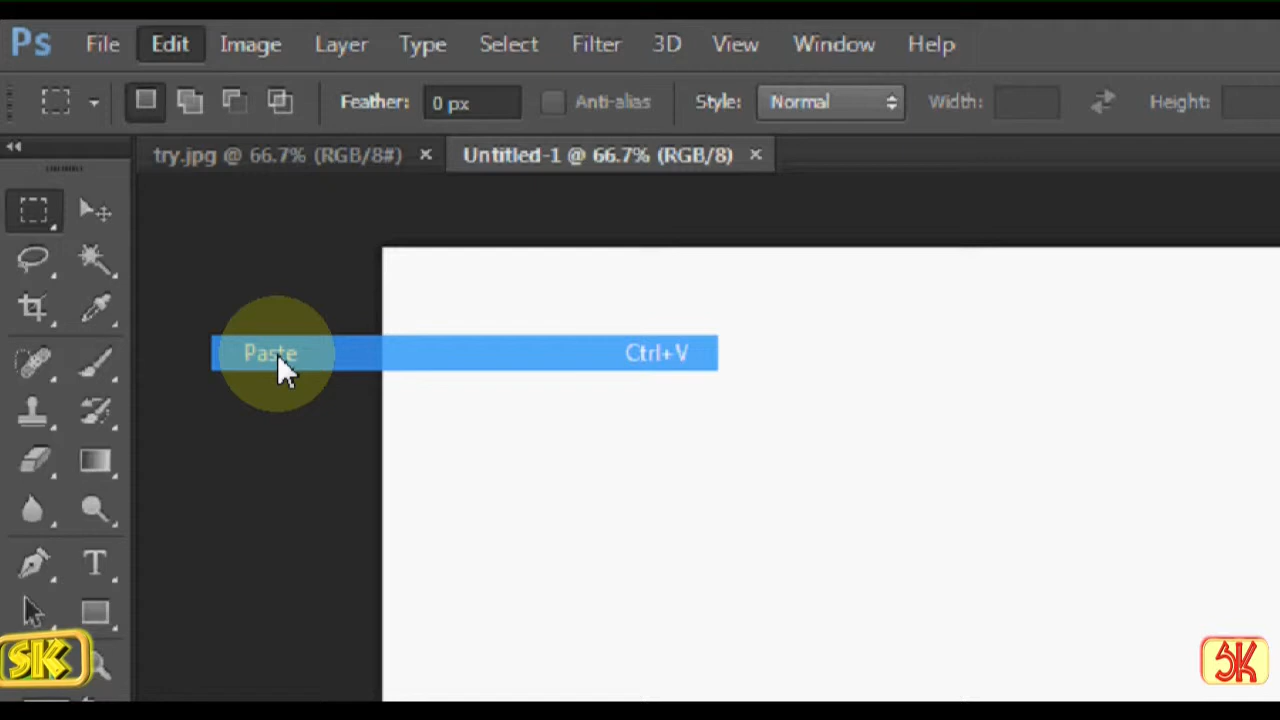 Ps File Edit Image Layer Type Select Filter 3D View Window Help
Feather: 0 px Anti-alias Style: Normal Width: Height:
try.jpg @ 66.7% (RGB/8#) × Untitled-1 @ 66.7% (RGB/8) ×
Paste Ctrl+V
T
SK
SK